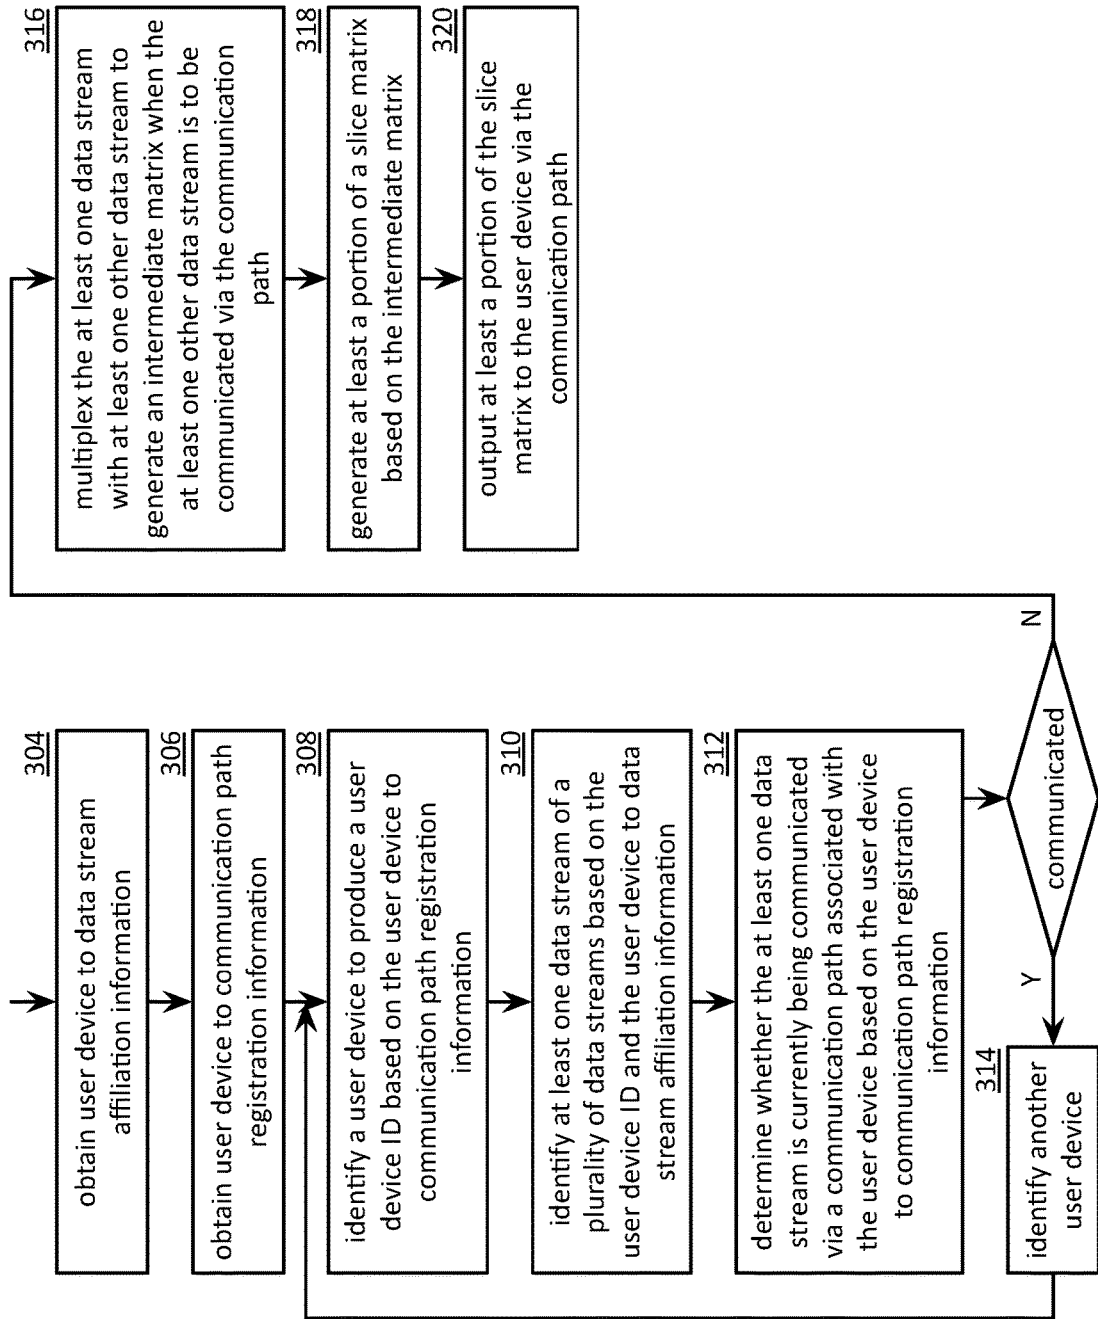 304
obtain user device to data stream
affiliation information
306
obtain user device to communication path
registration information
308
identify a user device to produce a user
device ID based on the user device to
communication path registration
information
310
identify at least one data stream of a
plurality of data streams based on the
user device ID and the user device to data
stream affiliation information
312
determine whether the at least one data
stream is currently being communicated
via a communication path associated with
the user device based on the user device
to communication path registration
information
communicated
Y
N
314
identify another
user device
316
multiplex the at least one data stream
with at least one other data stream to
generate an intermediate matrix when the
at least one other data stream is to be
communicated via the communication
path
318
generate at least a portion of a slice matrix
based on the intermediate matrix
320
output at least a portion of the slice
matrix to the user device via the
communication path